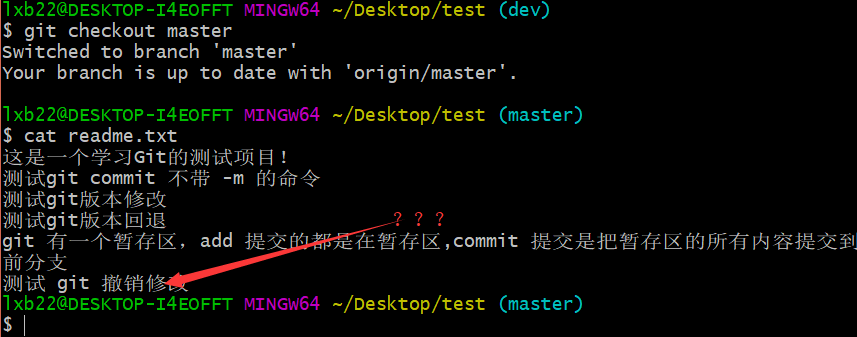 lxb22@DESKTOP-I4EOFFT MINGW64 ~/Desktop/test (dev)
$ git checkout master
Switched to branch 'master'
Your branch is up to date with 'origin/master'.
lxb22@DESKTOP-I4EOFFT MINGW64 ~/Desktop/test (master)
$ cat readme.txt
这是一个学习Git的测试项目!
测试git commit 不带 -m 的命令
测试git版本修改
测试git版本回退
???
git 有一个暂存区，add 提交的都是在暂存区,commit 提交是把暂存区的所有内容提交到
前分支
测试 git 撤销修改
lxb22@DESKTOP-I4EOFFT MINGW64 ~/Desktop/test (master)
$